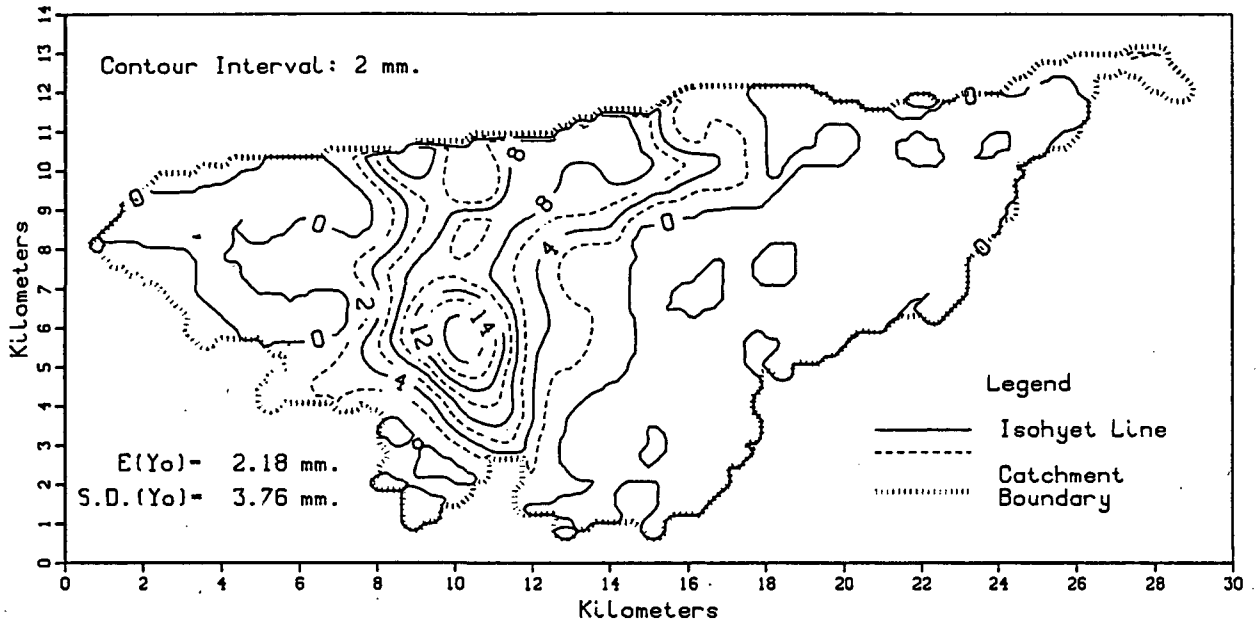 14
13
12
11
10
9
8
7
6
5
4
3
2
1
0
Kilometers
Contour Interval: 2 mm.
0
0
0
8
8
4
0
0
0
0
2
4
12
14
E(Yo)- 2.18 mm.
S.D.(Yo)- 3.76 mm.
Legend
Isohyet Line
Catchment
Boundary
0 2 4 6 8 10 12 14 16 18 20 22 24 26 28 30
Kilometers